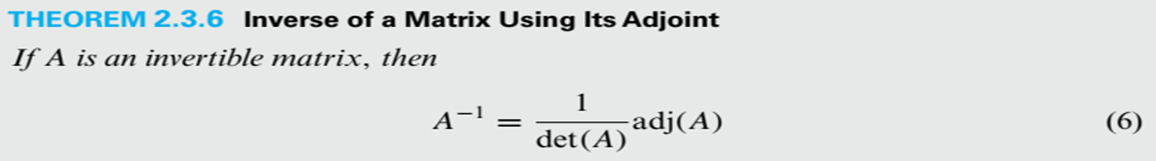 THEOREM 2.3.6 Inverse of a Matrix Using Its Adjoint
If A is an invertible matrix, then
A⁻¹ = 1/det(A) adj(A) (6)